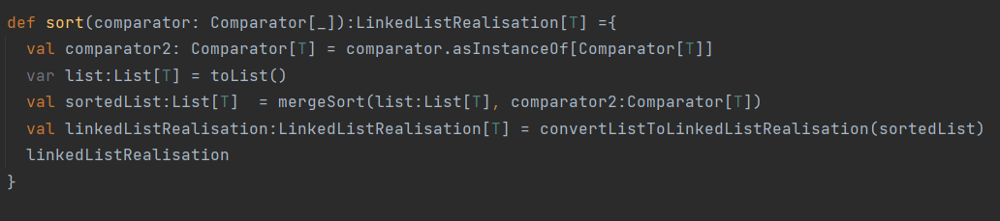 def sort(comparator: Comparator[_]):LinkedListRealisation[T] ={
  val comparator2: Comparator[T] = comparator.asInstanceOf[Comparator[T]]
  var list:List[T] = toList()
  val sortedList:List[T]  = mergeSort(list:List[T], comparator2:Comparator[T])
  val linkedListRealisation:LinkedListRealisation[T] = convertListToLinkedListRealisation(sortedList)
  linkedListRealisation
}